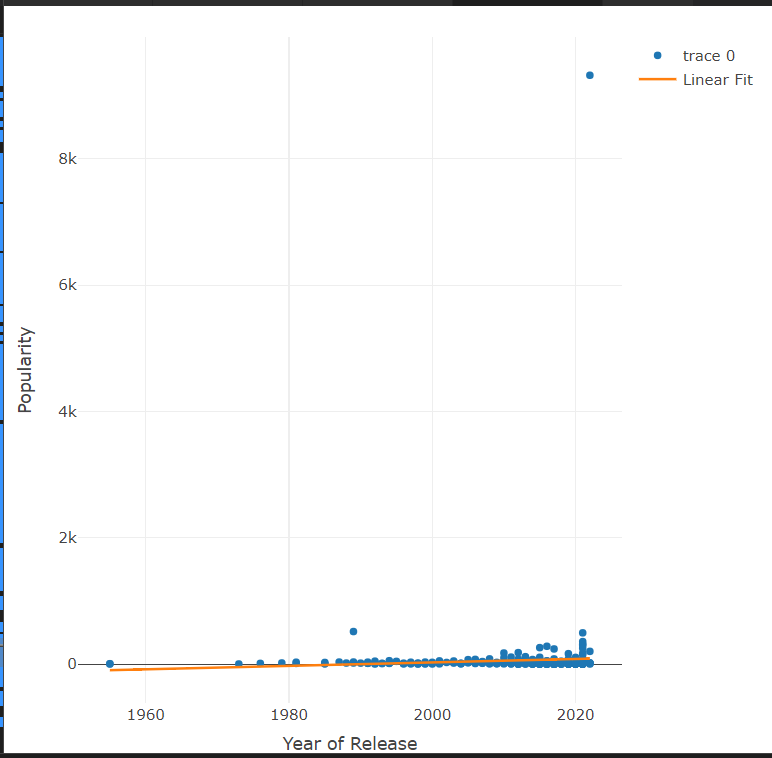 trace 0
Linear Fit
8k
6k
4k
2k
0
Popularity
1960 1980 2000 2020
Year of Release